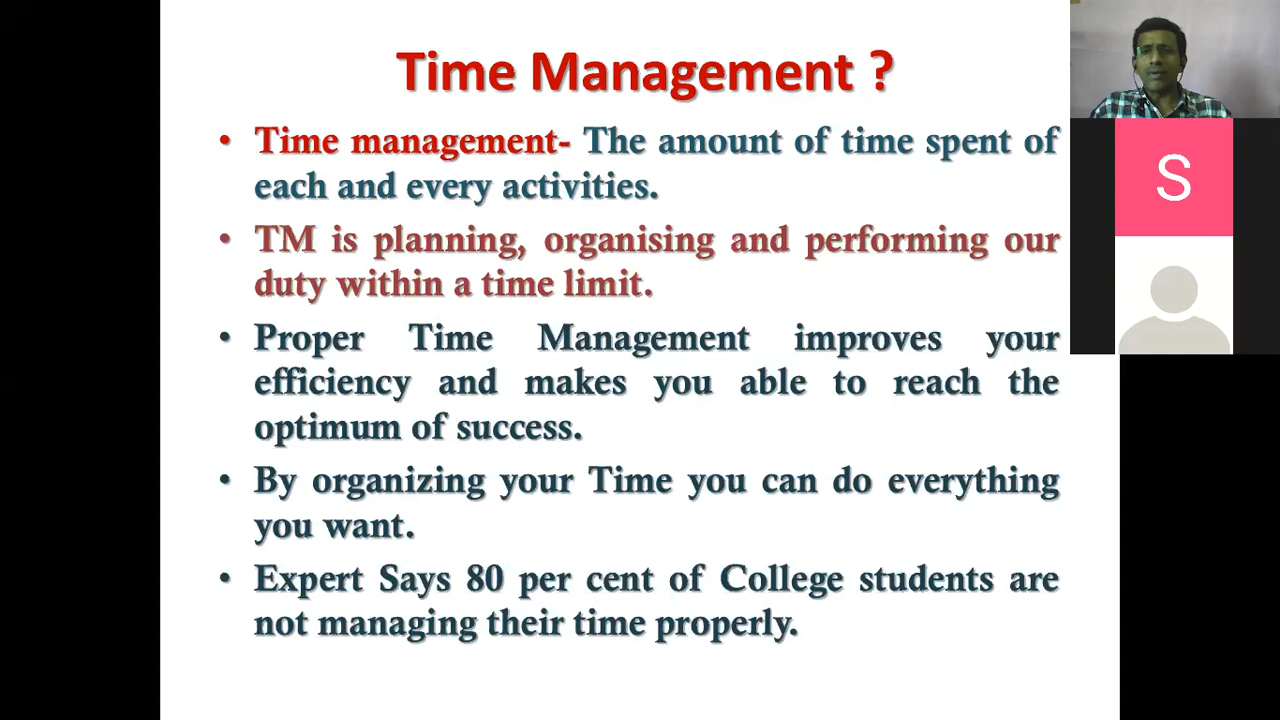 Time Management ?
• Time management- The amount of time spent of
each and every activities.
• TM is planning, organising and performing our
duty within a time limit.
• Proper Time Management improves your
efficiency and makes you able to reach the
optimum of success.
• By organizing your Time you can do everything
you want.
• Expert Says 80 per cent of College students are
not managing their time properly.
S